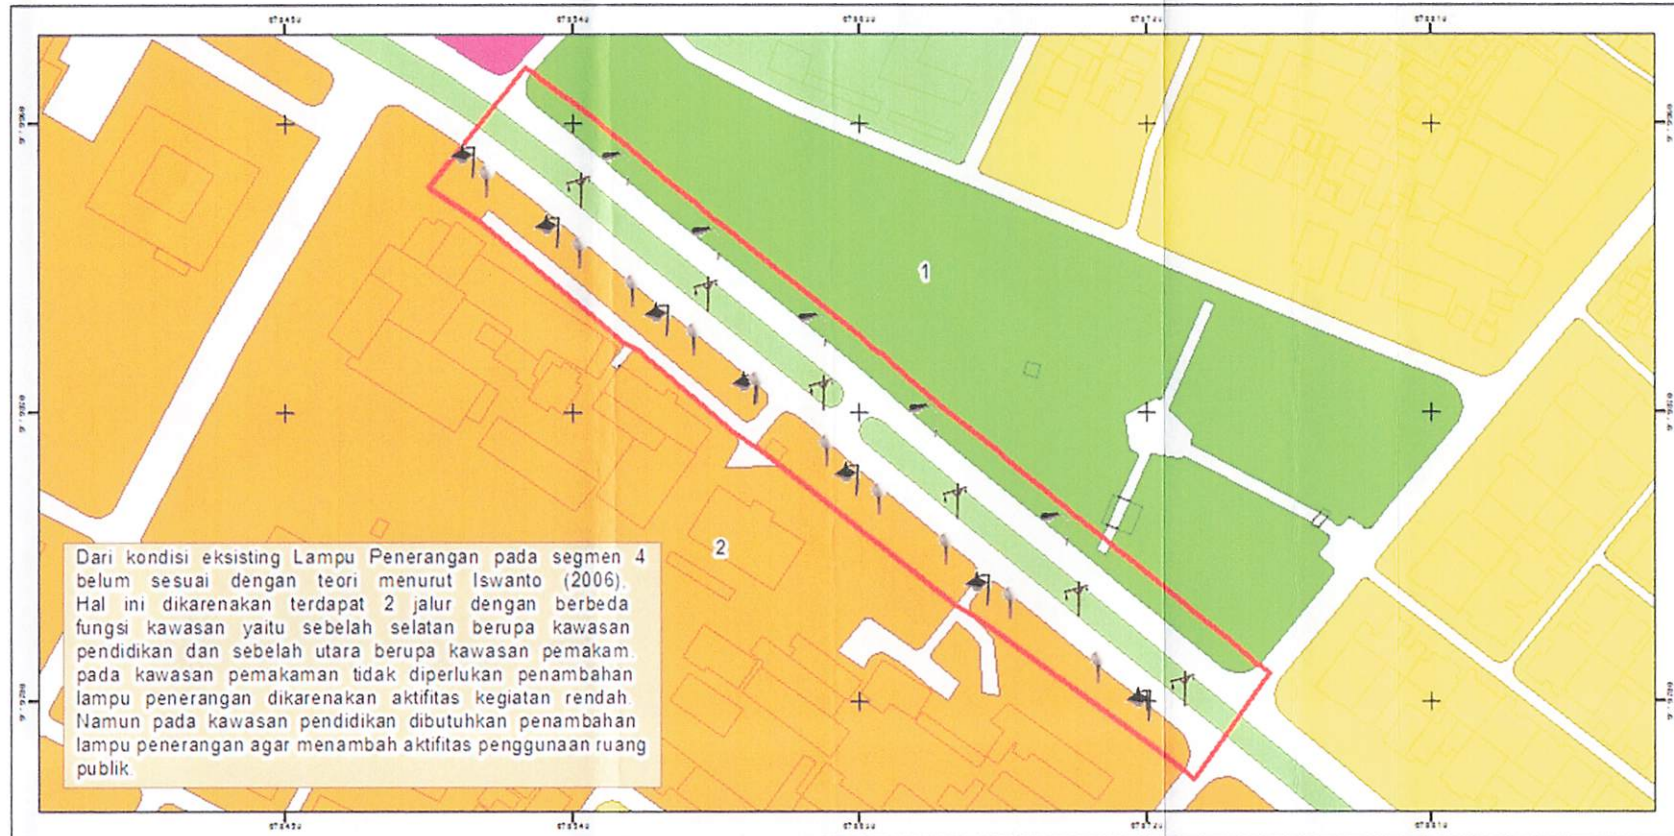 1
2
Dari kondisi eksisting Lampu Penerangan pada segmen 4
belum sesuai dengan teori menurut Iswanto (2006).
Hal ini dikarenakan terdapat 2 jalur dengan berbeda
fungsi kawasan yaitu sebelah selatan berupa kawasan
pendidikan dan sebelah utara berupa kawasan pemakam.
pada kawasan pemakaman tidak diperlukan penambahan
lampu penerangan dikarenakan aktifitas kegiatan rendah.
Namun pada kawasan pendidikan dibutuhkan penambahan
lampu penerangan agar menambah aktifitas penggunaan ruang
publik.